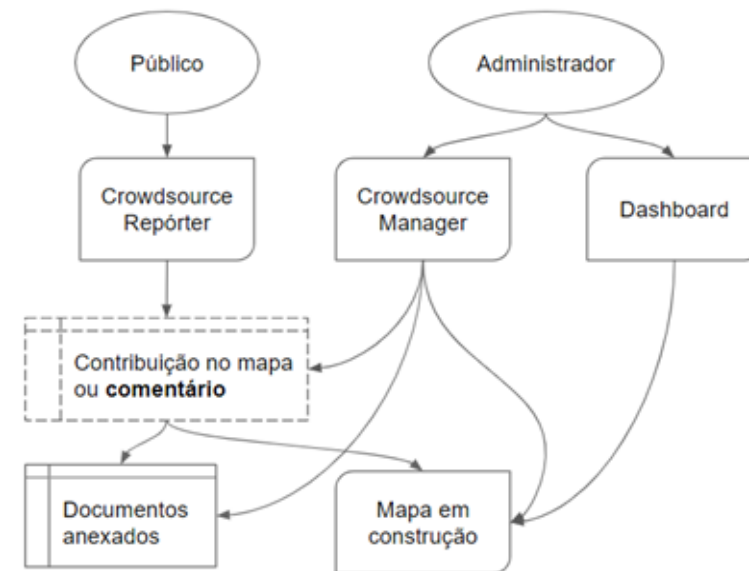 Público
Administrador
Crowdsource
Repórter
Crowdsource
Manager
Dashboard
Contribuição no mapa
ou comentário
Documentos
anexados
Mapa em
construção